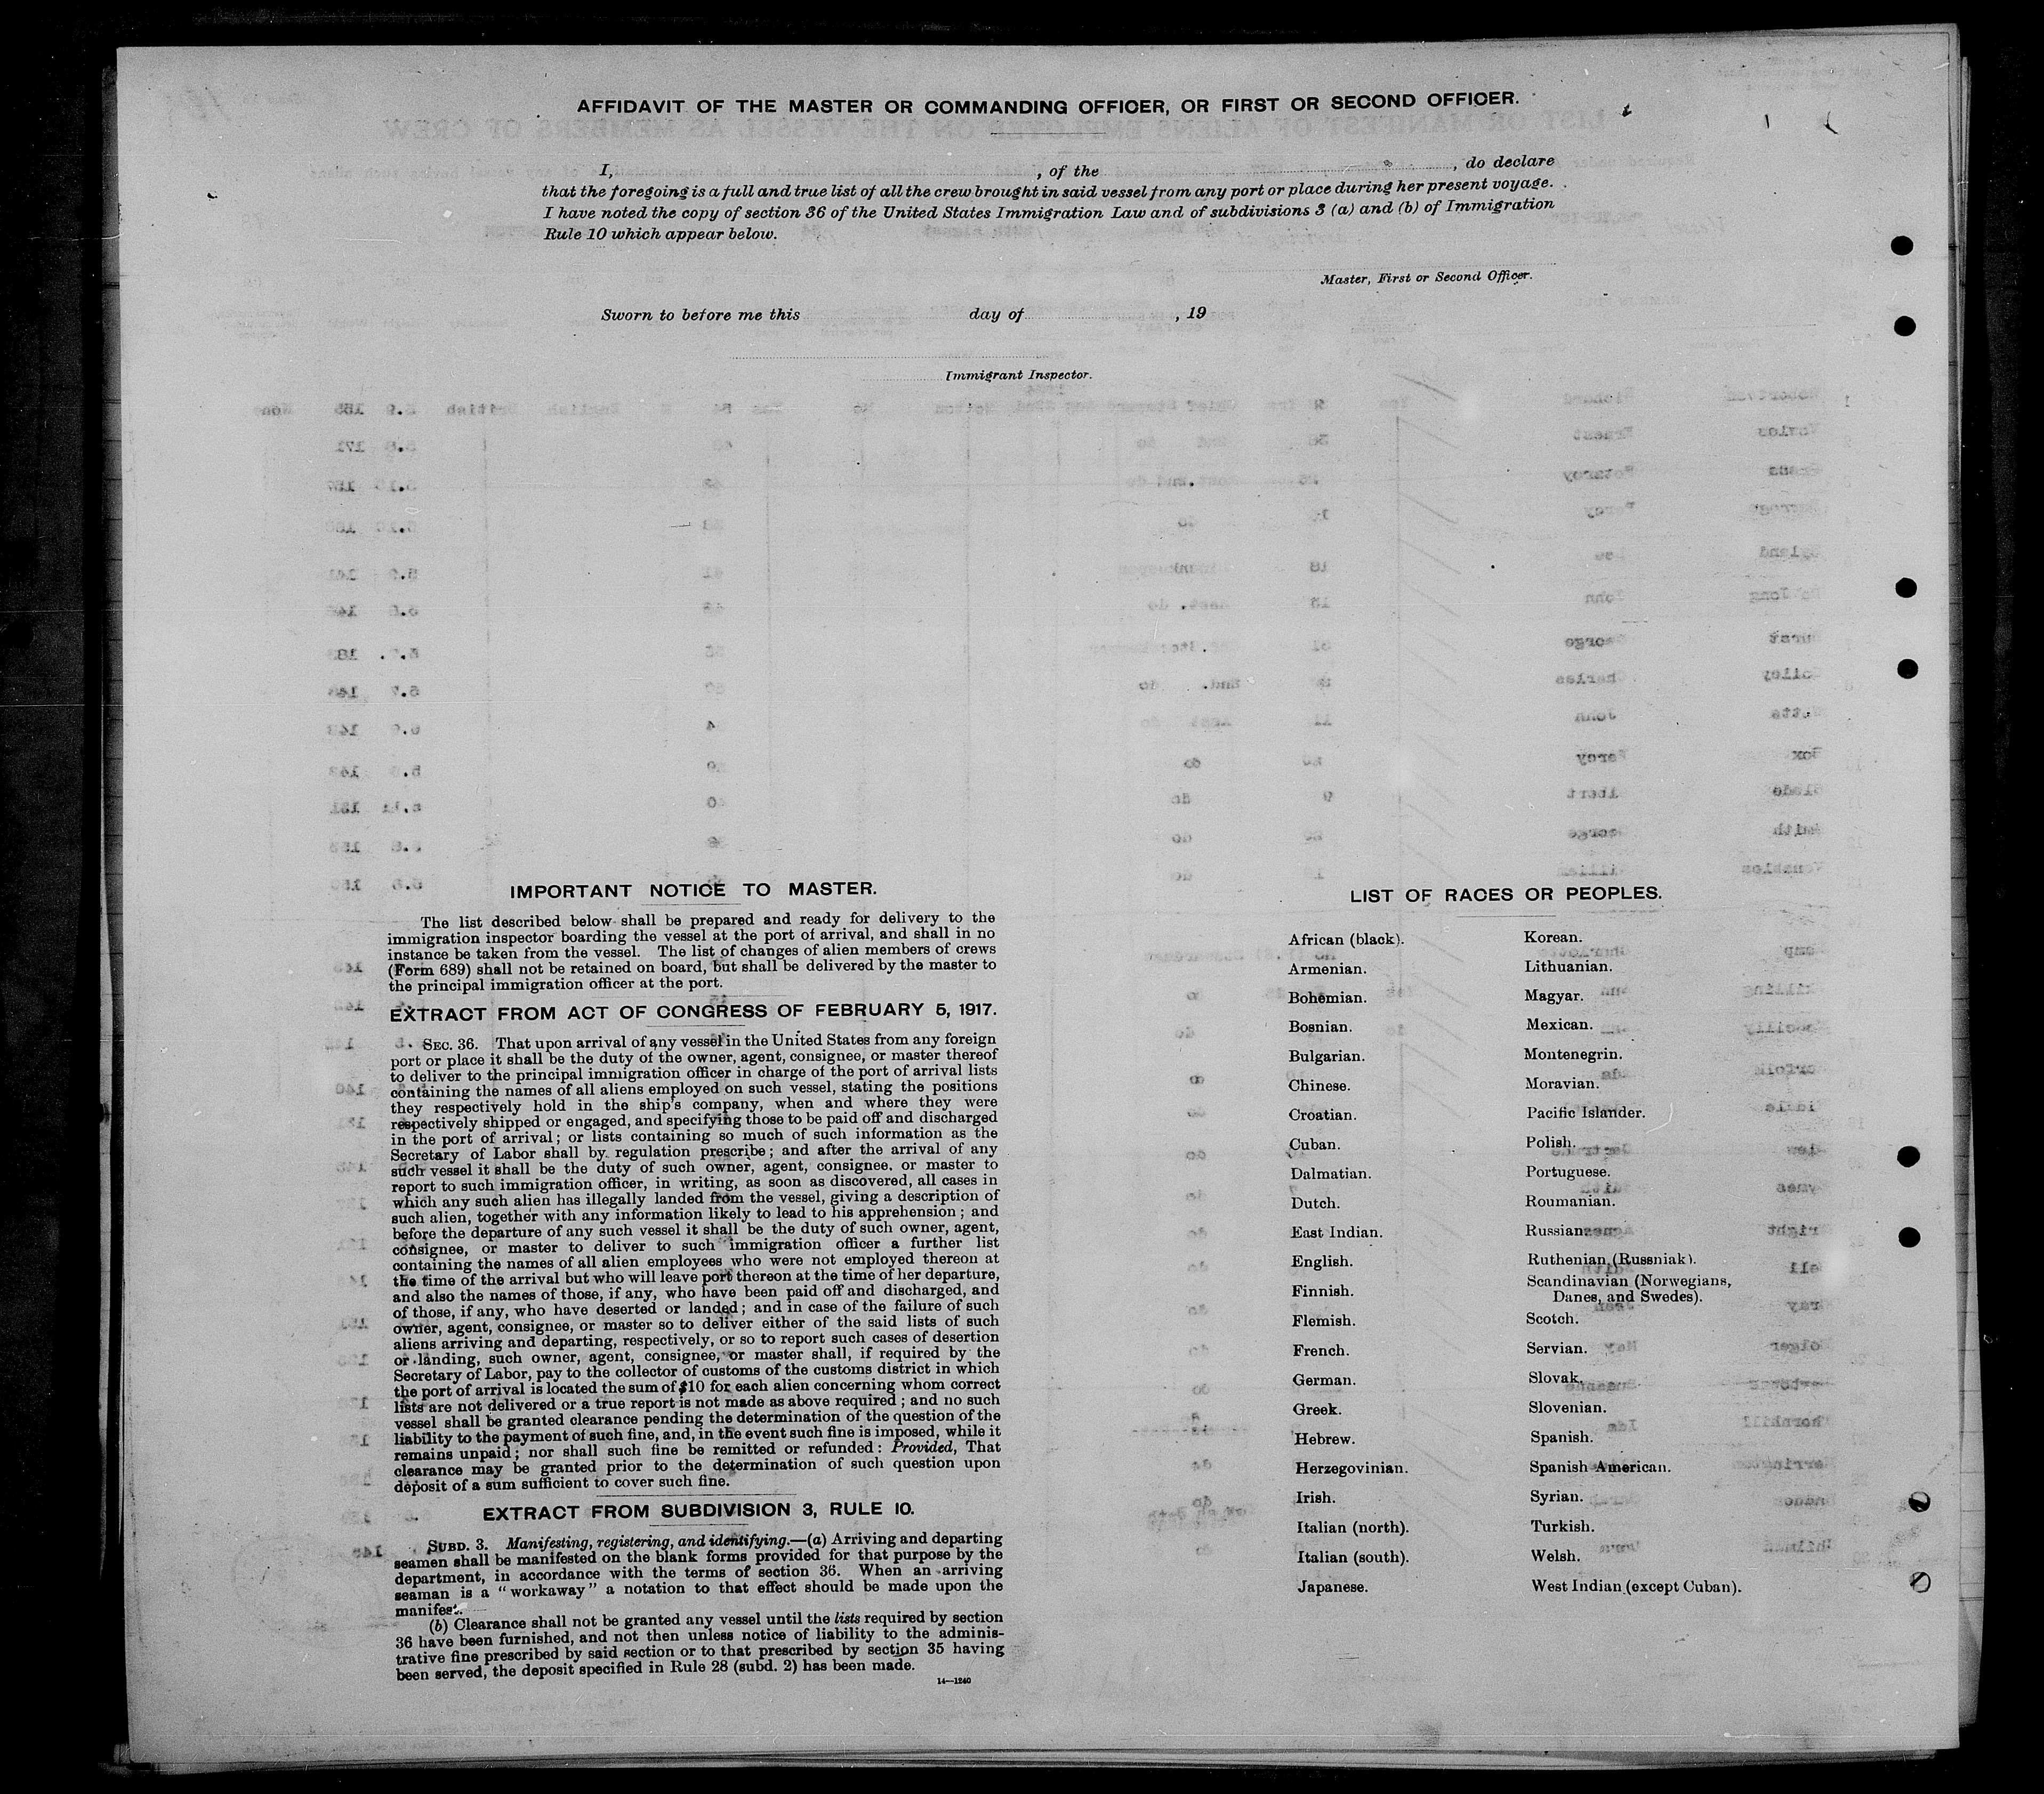 AFFIDAVIT OF THE MASTER OR COMMANDING OFFICER, OR FIRST OR SECOND OFFICER.
I, , of the , do declare
that the foregoing is a full and true list of all the crew brought in said vessel from any port or place during her present voyage.
I have noted the copy of section 36 of the United States Immigration Law and of subdivisions 3 (a) and (b) of Immigration
Rule 10 which appear below.
Master, First or Second Officer.
Sworn to before me this day of , 19
Immigrant Inspector.
IMPORTANT NOTICE TO MASTER.
The list described below shall be prepared and ready for delivery to the
immigration inspector boarding the vessel at the port of arrival, and shall in no
instance be taken from the vessel. The list of changes of alien members of crews
(Form 689) shall not be retained on board, but shall be delivered by the master to
the principal immigration officer at the port.
EXTRACT FROM ACT OF CONGRESS OF FEBRUARY 5, 1917.
SEC. 36. That upon arrival of any vessel in the United States from any foreign
port or place it shall be the duty of the owner, agent, consignee, or master thereof
to deliver to the principal immigration officer in charge of the port of arrival lists
containing the names of all aliens employed on such vessel, stating the positions
they respectively hold in the ship's company, when and where they were
respectively shipped or engaged, and specifying those to be paid off and discharged
in the port of arrival; or lists containing so much of such information as the
Secretary of Labor shall by regulation prescribe; and after the arrival of any
such vessel it shall be the duty of such owner, agent, consignee, or master to
report to such immigration officer, in writing, as soon as discovered, all cases in
which any such alien has illegally landed from the vessel, giving a description of
such alien, together with any information likely to lead to his apprehension; and
before the departure of any such vessel it shall be the duty of such owner, agent,
consignee, or master to deliver to such immigration officer a further list
containing the names of all alien employees who were not employed thereon at
the time of the arrival but who will leave port thereon at the time of her departure,
and also the names of those, if any, who have been paid off and discharged, and
of those, if any, who have deserted or landed; and in case of the failure of such
owner, agent, consignee, or master so to deliver either of the said lists of such
aliens arriving and departing, respectively, or so to report such cases of desertion
or landing, such owner, agent, consignee, or master shall, if required by the
Secretary of Labor, pay to the collector of customs of the customs district in which
the port of arrival is located the sum of $10 for each alien concerning whom correct
lists are not delivered or a true report is not made as above required; and no such
vessel shall be granted clearance pending the determination of the question of the
liability to the payment of such fine, and, in the event such fine is imposed, while it
remains unpaid; nor shall such fine be remitted or refunded: Provided, That
clearance may be granted prior to the determination of such question upon
deposit of a sum sufficient to cover such fine.
EXTRACT FROM SUBDIVISION 3, RULE 10.
SUBD. 3. Manifesting, registering, and identifying.—(a) Arriving and departing
seamen shall be manifested on the blank forms provided for that purpose by the
department, in accordance with the terms of section 36. When an arriving
seaman is a "workaway" a notation to that effect should be made upon the
manifest.
(b) Clearance shall not be granted any vessel until the lists required by section
36 have been furnished, and not then unless notice of liability to the adminis-
trative fine prescribed by said section or to that prescribed by section 35 having
been served, the deposit specified in Rule 28 (subd. 2) has been made.
14—1240
LIST OF RACES OR PEOPLES.
African (black).
Armenian.
Bohemian.
Bosnian.
Bulgarian.
Chinese.
Croatian.
Cuban.
Dalmatian.
Dutch.
East Indian.
English.
Finnish.
Flemish.
French.
German.
Greek.
Hebrew.
Herzegovinian.
Irish.
Italian (north).
Italian (south).
Japanese.
Korean.
Lithuanian.
Magyar.
Mexican.
Montenegrin.
Moravian.
Pacific Islander.
Polish.
Portuguese.
Roumanian.
Russian.
Ruthenian (Russniak).
Scandinavian (Norwegians,
Danes, and Swedes).
Scotch.
Servian.
Slovak.
Slovenian.
Spanish.
Spanish American.
Syrian.
Turkish.
Welsh.
West Indian (except Cuban).